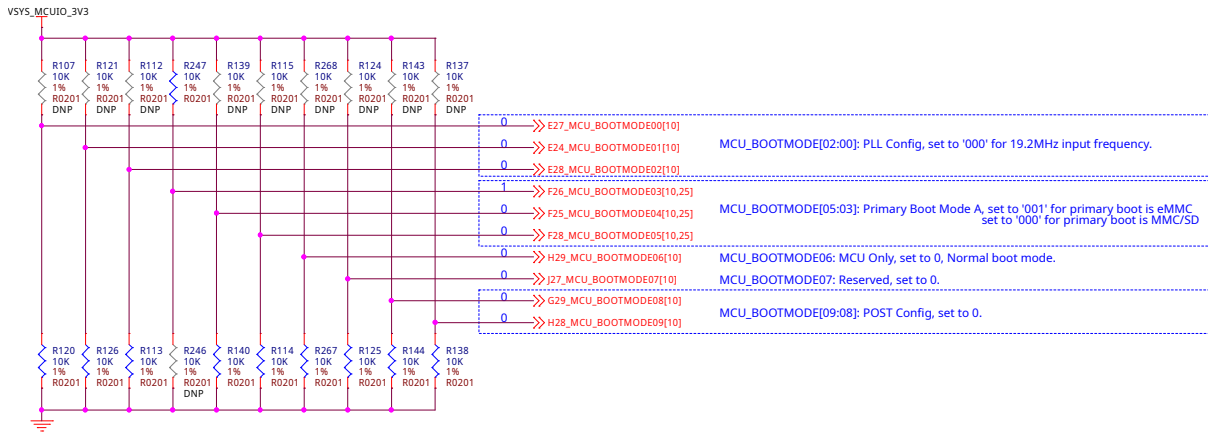 VSYS_MCUIO_3V3
R107 R121 R112 R247 R139 R115 R268 R124 R143 R137
10K 10K 10K 10K 10K 10K 10K 10K 10K 10K
1% 1% 1% 1% 1% 1% 1% 1% 1% 1%
R0201 R0201 R0201 R0201 R0201 R0201 R0201 R0201 R0201 R0201
DNP DNP DNP DNP DNP DNP DNP DNP DNP
0 E27_MCU_BOOTMODE00[10]
0 E24_MCU_BOOTMODE01[10] MCU_BOOTMODE[02:00]: PLL Config, set to '000' for 19.2MHz input frequency.
0 E28_MCU_BOOTMODE02[10]
1 F26_MCU_BOOTMODE03[10,25]
0 F25_MCU_BOOTMODE04[10,25] MCU_BOOTMODE[05:03]: Primary Boot Mode A, set to '001' for primary boot is eMMC
set to '000' for primary boot is MMC/SD
0 F28_MCU_BOOTMODE05[10,25]
0 H29_MCU_BOOTMODE06[10] MCU_BOOTMODE06: MCU Only, set to 0, Normal boot mode.
0 J27_MCU_BOOTMODE07[10] MCU_BOOTMODE07: Reserved, set to 0.
0 G29_MCU_BOOTMODE08[10]
MCU_BOOTMODE[09:08]: POST Config, set to 0.
0 H28_MCU_BOOTMODE09[10]
R120 R126 R113 R246 R140 R114 R267 R125 R144 R138
10K 10K 10K 10K 10K 10K 10K 10K 10K 10K
1% 1% 1% 1% 1% 1% 1% 1% 1% 1%
R0201 R0201 R0201 R0201 R0201 R0201 R0201 R0201 R0201 R0201
DNP